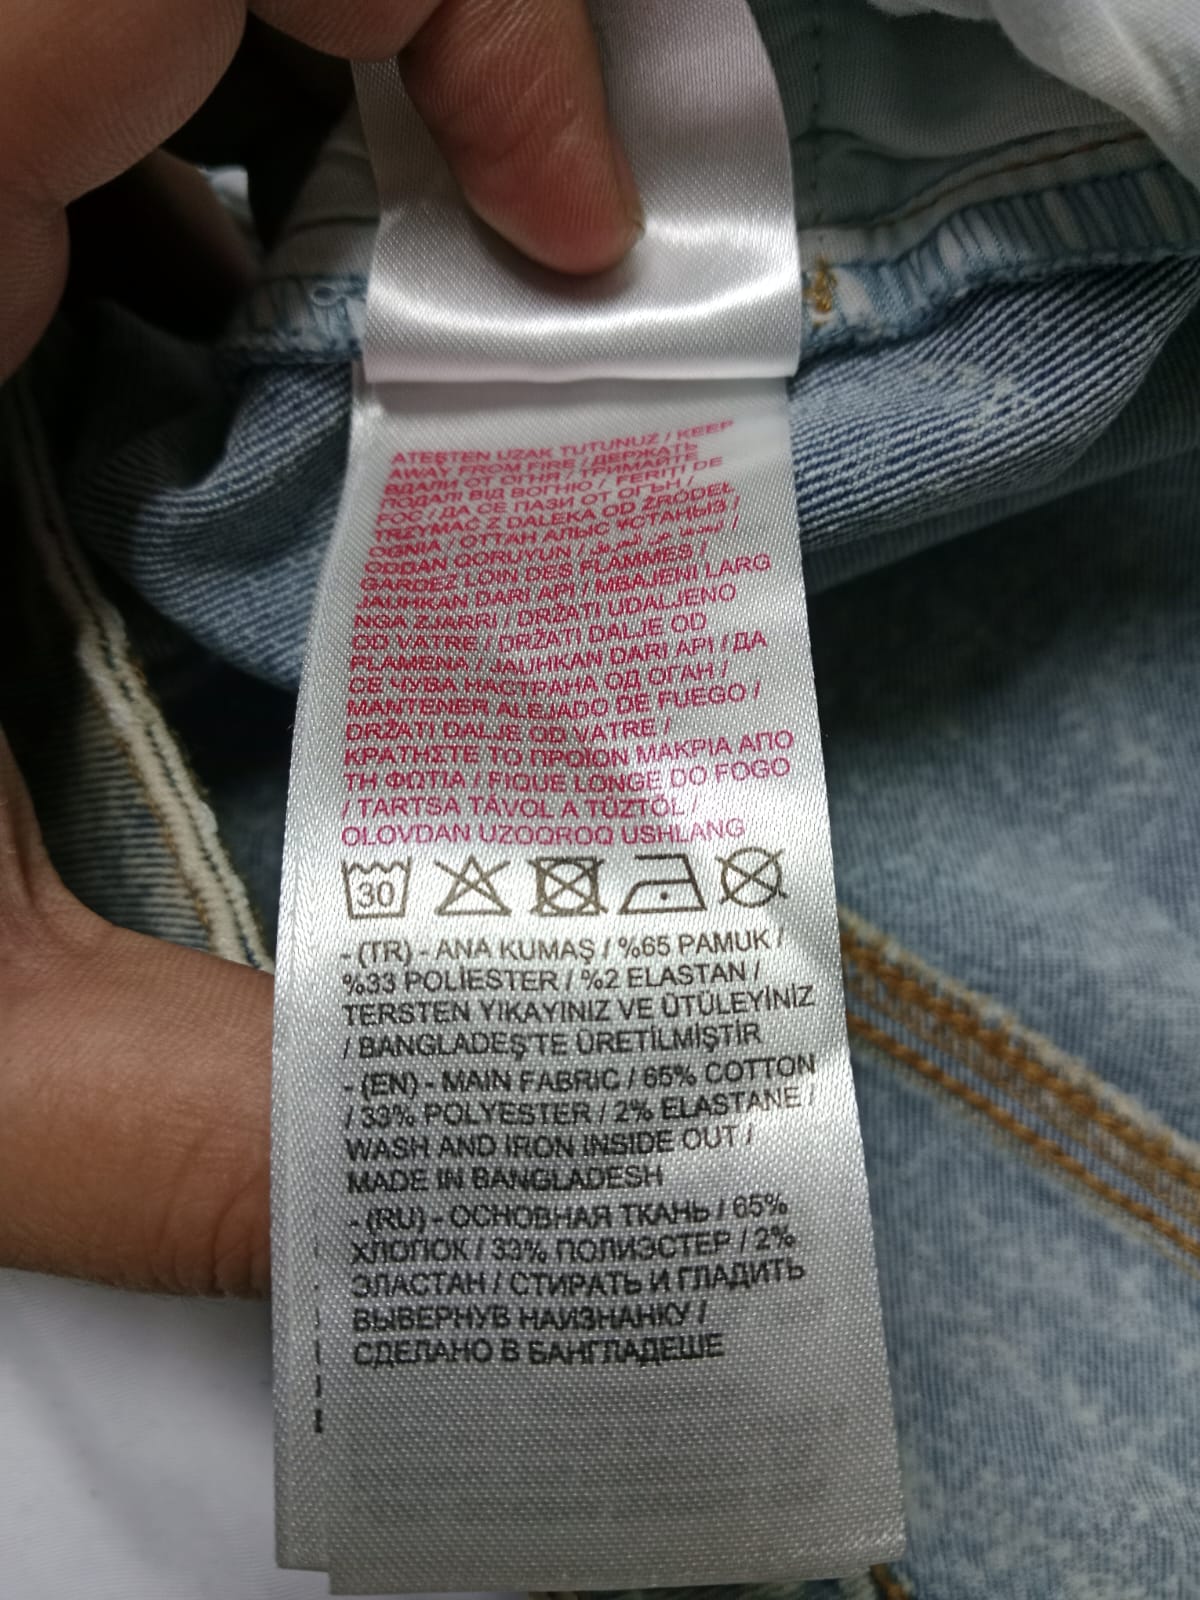 ATEŞTEN UZAK TUTUNUZ / KEEP
AWAY FROM FIRE / ДЕРЖАТЬ
ВДАЛИ ОТ ОГНЯ / ТРИМАЙТЕ
ПОДАЛІ ВІД ВОГНЮ / FERITI DE
FOC / ДА СЕ ПАЗИ ОТ ОГЪН /
TRZYMAĆ Z DALEKA OD ŹRÓDEŁ
OGNIA / ОТТАН АЛЫС ҰСТАНЫЗ /
ODDAN QORUYUN / /
GARDEZ LOIN DES FLAMMES /
JAUHKAN DARI API / MBAJENI LARG
NGA ZJARRI / DRŽATI UDALJENO
OD VATRE / DRŽATI DALJE OD
PLAMENA / JAUHKAN DARI API / ДА
СЕ ЧУВА НАСТРАНА ОД ОГАН /
MANTENER ALEJADO DE FUEGO /
DRŽATI DALJE OD VATRE /
ΚΡΑΤΗΣΤΕ ΤΟ ΠΡΟΪΟΝ ΜΑΚΡΙΑ ΑΠΟ
ΤΗ ΦΩΤΙΑ / FIQUE LONGE DO FOGO
/ TARTSA TÁVOL A TŰZTŐL /
OLOVDAN UZOQROQ USHLANG
30
- (TR) - ANA KUMAŞ / %65 PAMUK /
%33 POLİESTER / %2 ELASTAN /
TERSTEN YIKAYINIZ VE ÜTÜLEYİNİZ
/ BANGLADEŞ'TE ÜRETİLMİŞTİR
- (EN) - MAIN FABRIC / 65% COTTON
/ 33% POLYESTER / 2% ELASTANE /
WASH AND IRON INSIDE OUT /
MADE IN BANGLADESH
- (RU) - ОСНОВНАЯ ТКАНЬ / 65%
ХЛОПОК / 33% ПОЛИЭСТЕР / 2%
ЭЛАСТАН / СТИРАТЬ И ГЛАДИТЬ
ВЫВЕРНУВ НАИЗНАНКУ /
СДЕЛАНО В БАНГЛАДЕШЕ